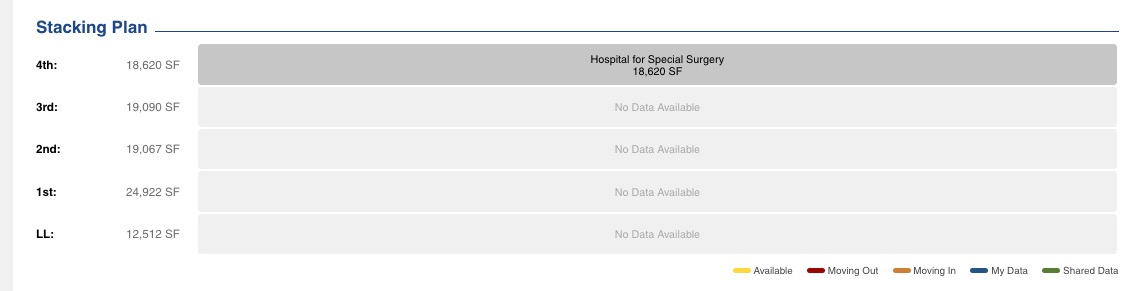 Stacking Plan
4th: 18,620 SF Hospital for Special Surgery
18,620 SF
3rd: 19,090 SF No Data Available
2nd: 19,067 SF No Data Available
1st: 24,922 SF No Data Available
LL: 12,512 SF No Data Available
Available Moving Out Moving In My Data Shared Data